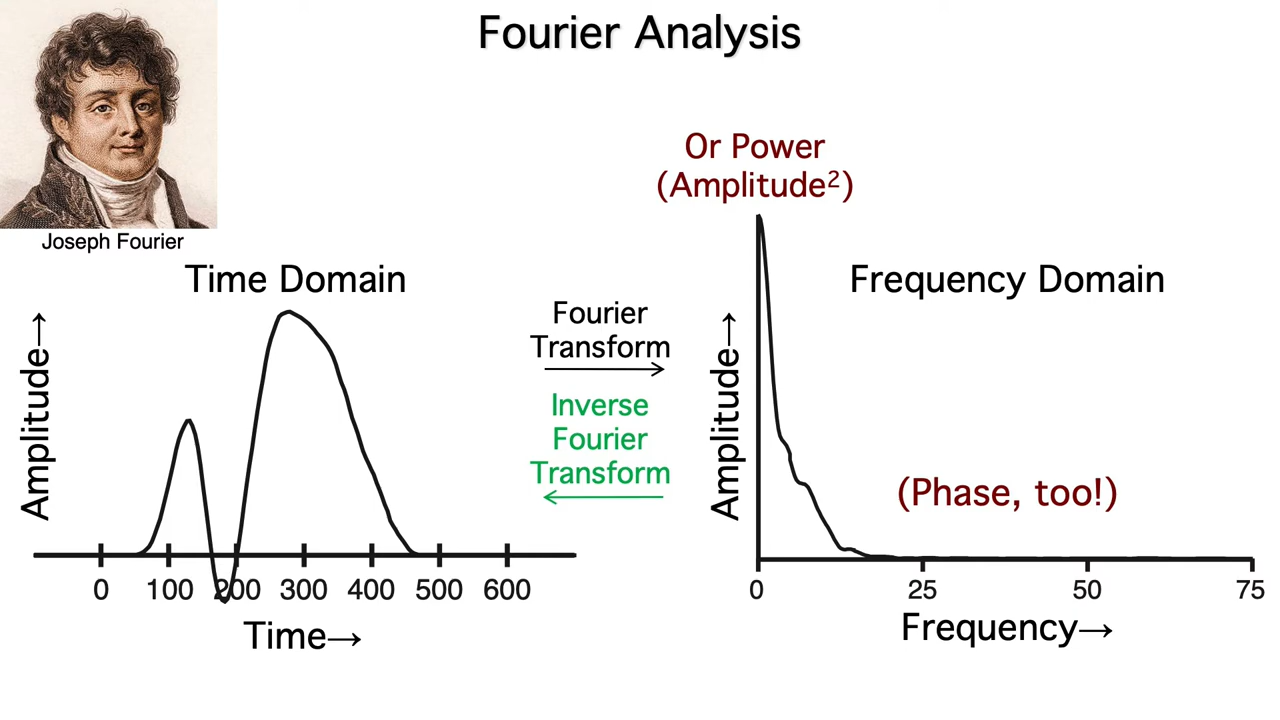 Fourier Analysis
Joseph Fourier
Or Power
(Amplitude²)
Time Domain
Amplitude→
0 100 200 300 400 500 600
Time→
Fourier
Transform
Inverse
Fourier
Transform
Frequency Domain
Amplitude→
(Phase, too!)
0 25 50 75
Frequency→